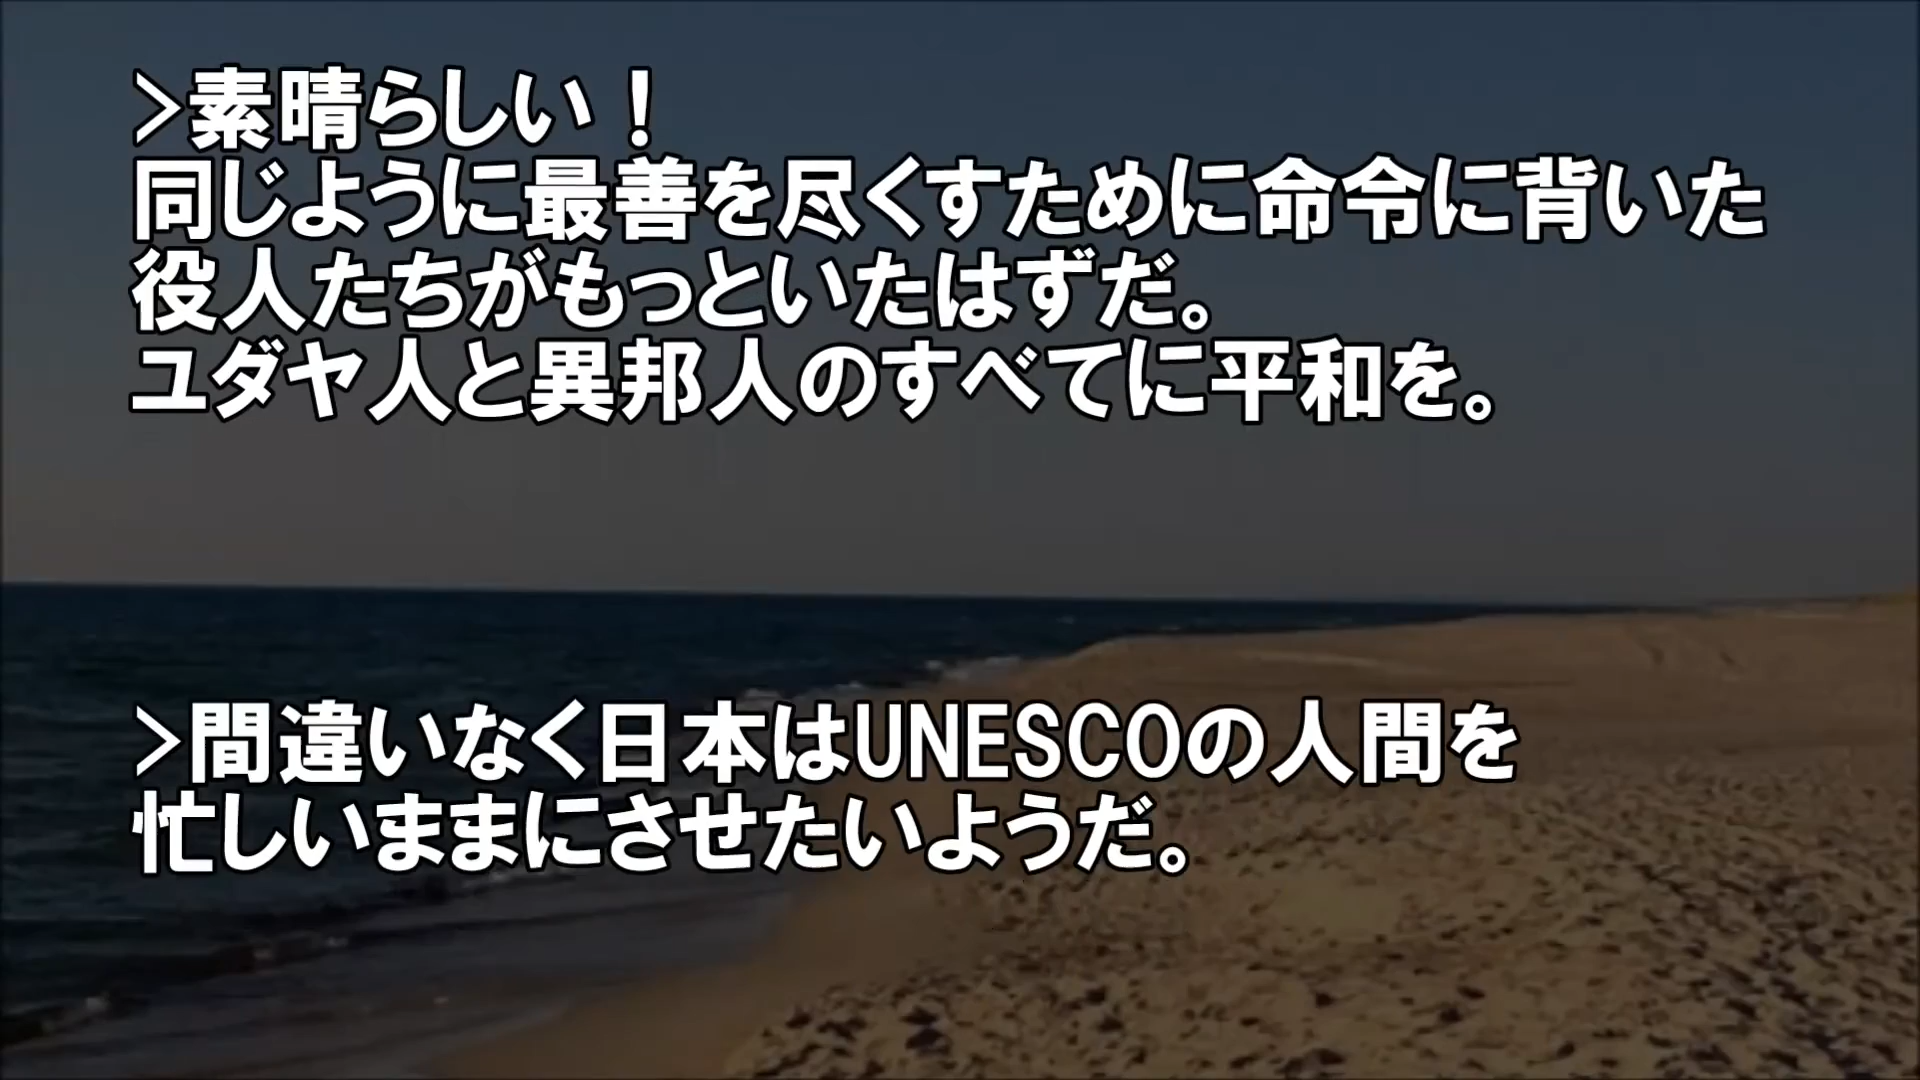 >素晴らしい！
同じように最善を尽くすために命令に背いた
役人たちがもっといたはずだ。
ユダヤ人と異邦人のすべてに平和を。
>間違いなく日本はUNESCOの人間を
忙しいままにさせたいようだ。